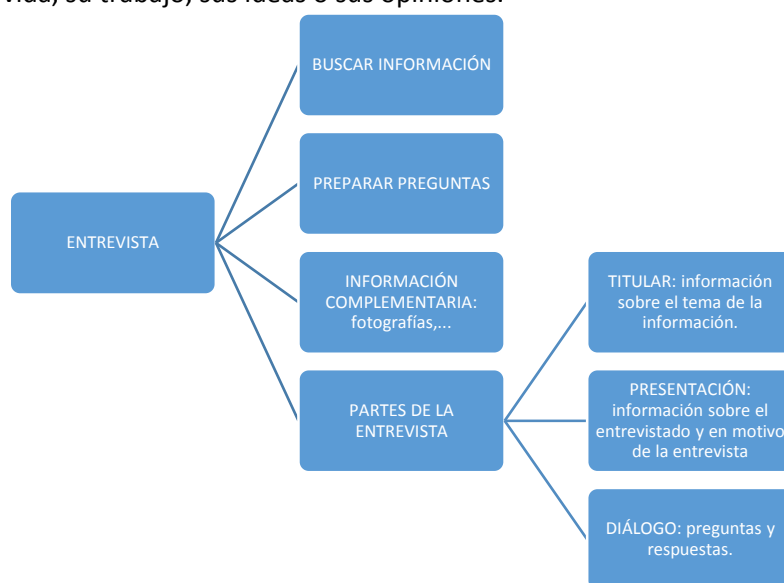 vida, su trabajo, sus ideas o sus opiniones.
BUSCAR INFORMACIÓN
PREPARAR PREGUNTAS
ENTREVISTA
INFORMACIÓN
COMPLEMENTARIA:
fotografías,...
PARTES DE LA
ENTREVISTA
TITULAR: información
sobre el tema de la
información.
PRESENTACIÓN:
información sobre el
entrevistado y en motivo
de la entrevista
DIÁLOGO: preguntas y
respuestas.